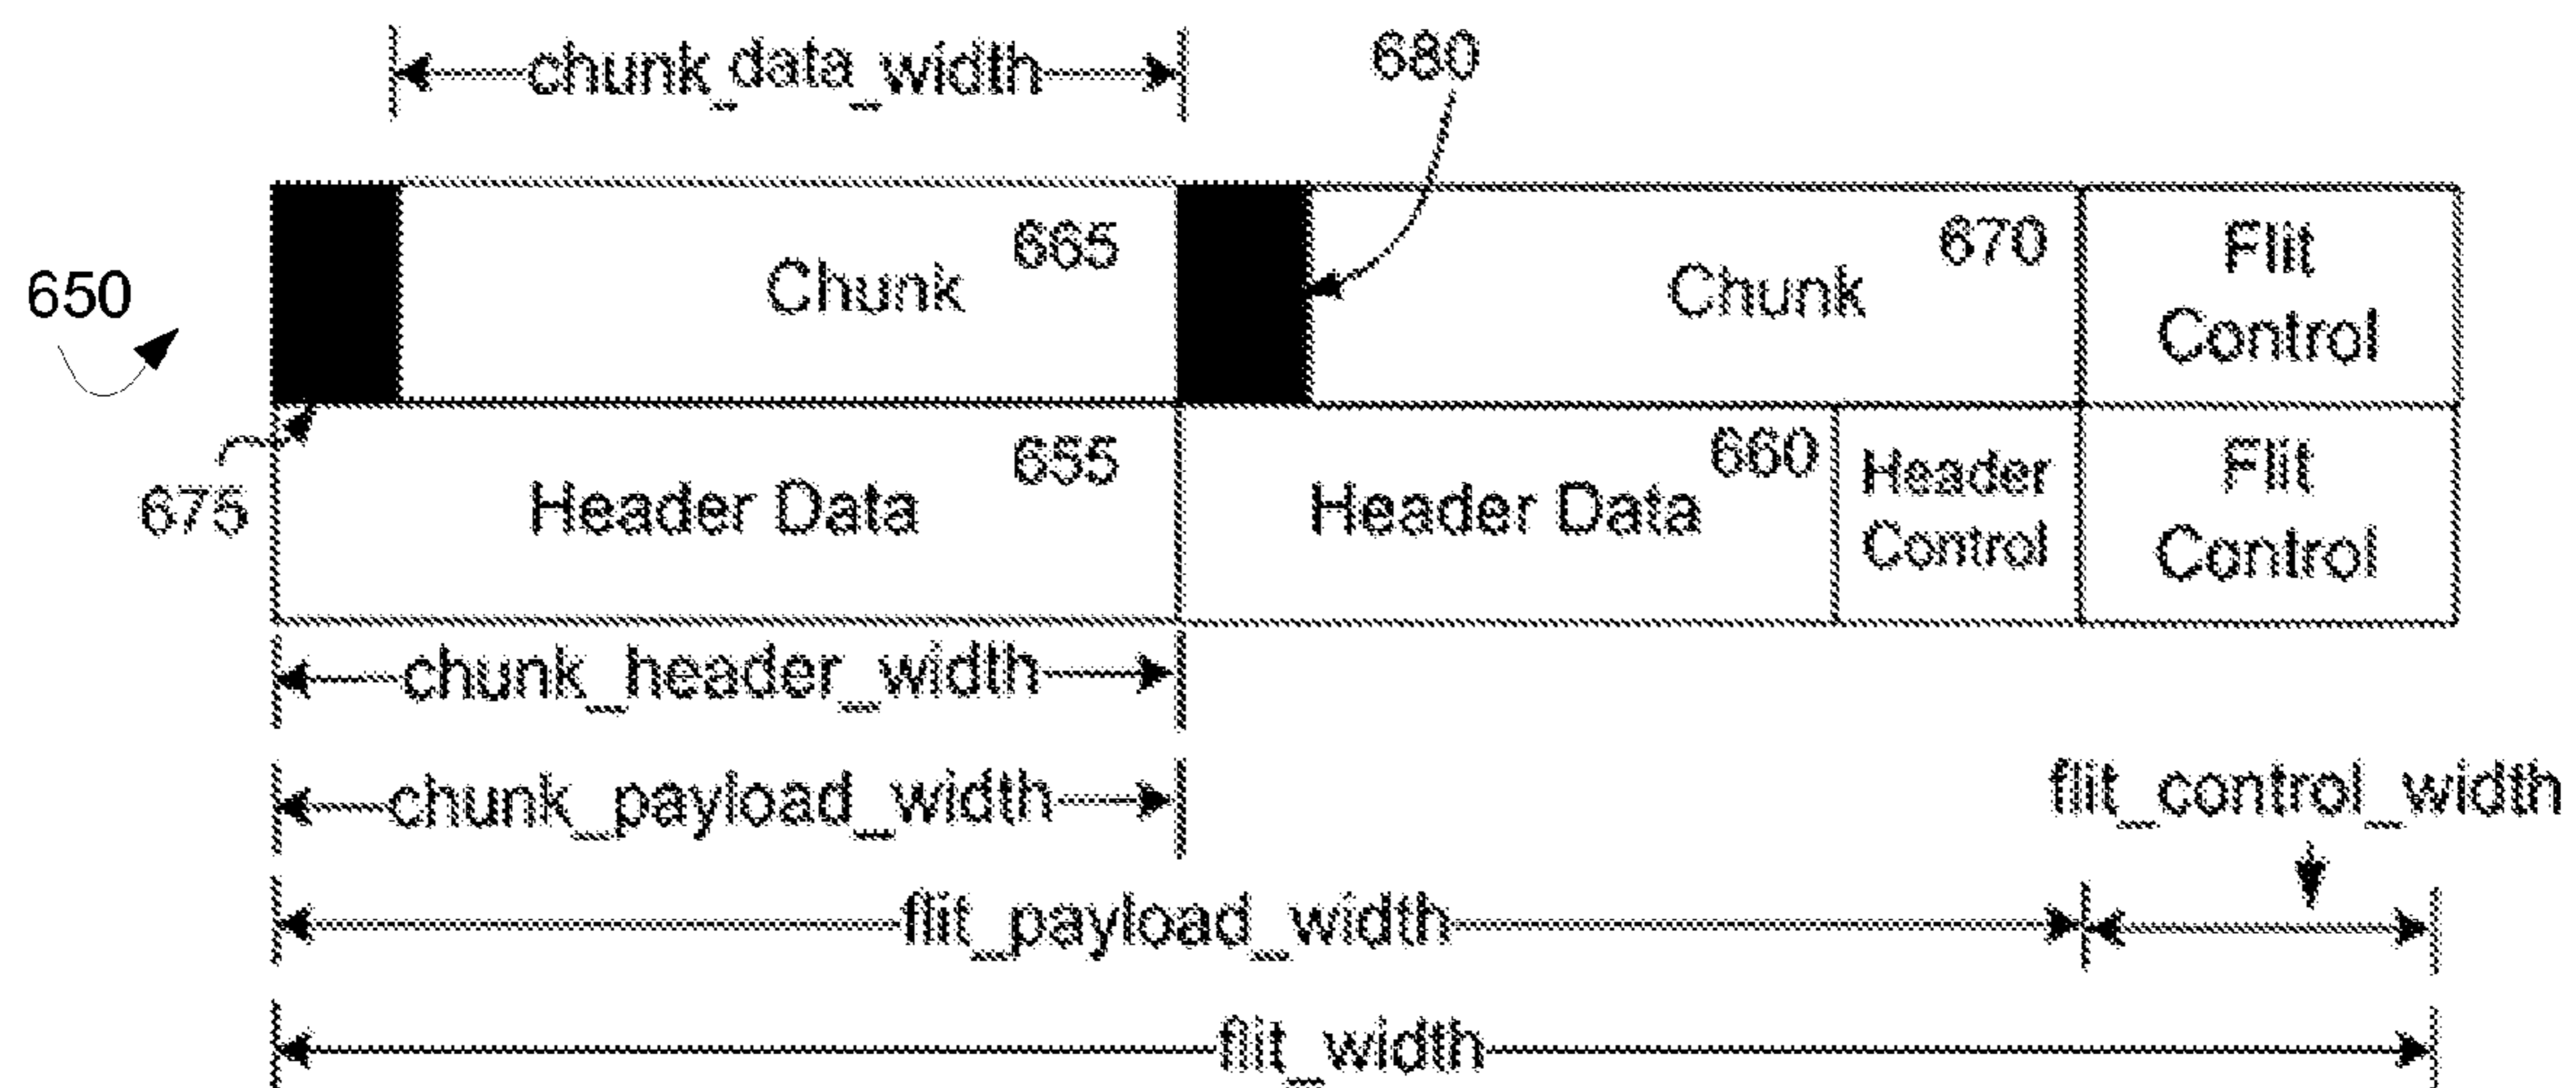 chunk_data_width
680
650
Chunk 665
Chunk 670
Flit
Control
675
Header Data 655
Header Data 660
Header
Control
Flit
Control
chunk_header_width
chunk_payload_width
flit_control_width
flit_payload_width
flit_width